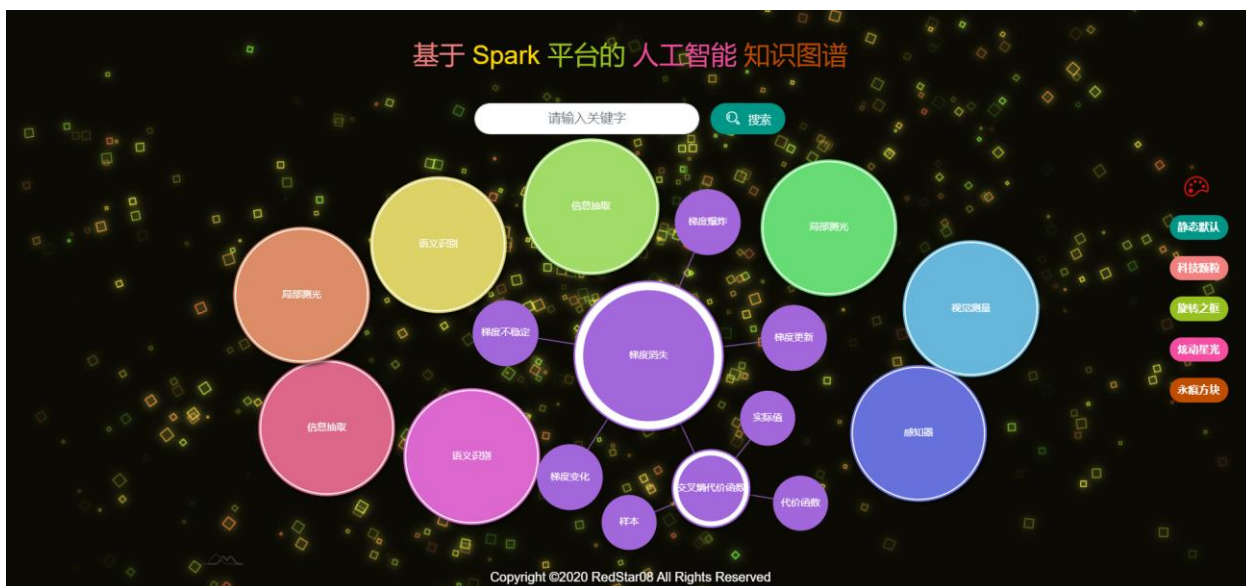 基于 Spark 平台的 人工智能 知识图谱
请输入关键字
搜索
信息抽取
梯度爆炸
局部测光
语义识别
静态默认
科技颗粒
局部测光
视觉测量
旋转之框
梯度不稳定
梯度更新
梯度消失
炫动星光
永痕方块
实际值
信息抽取
感知器
语义识别
梯度变化
交叉熵代价函数
代价函数
样本
Copyright ©2020 RedStar08 All Rights Reserved